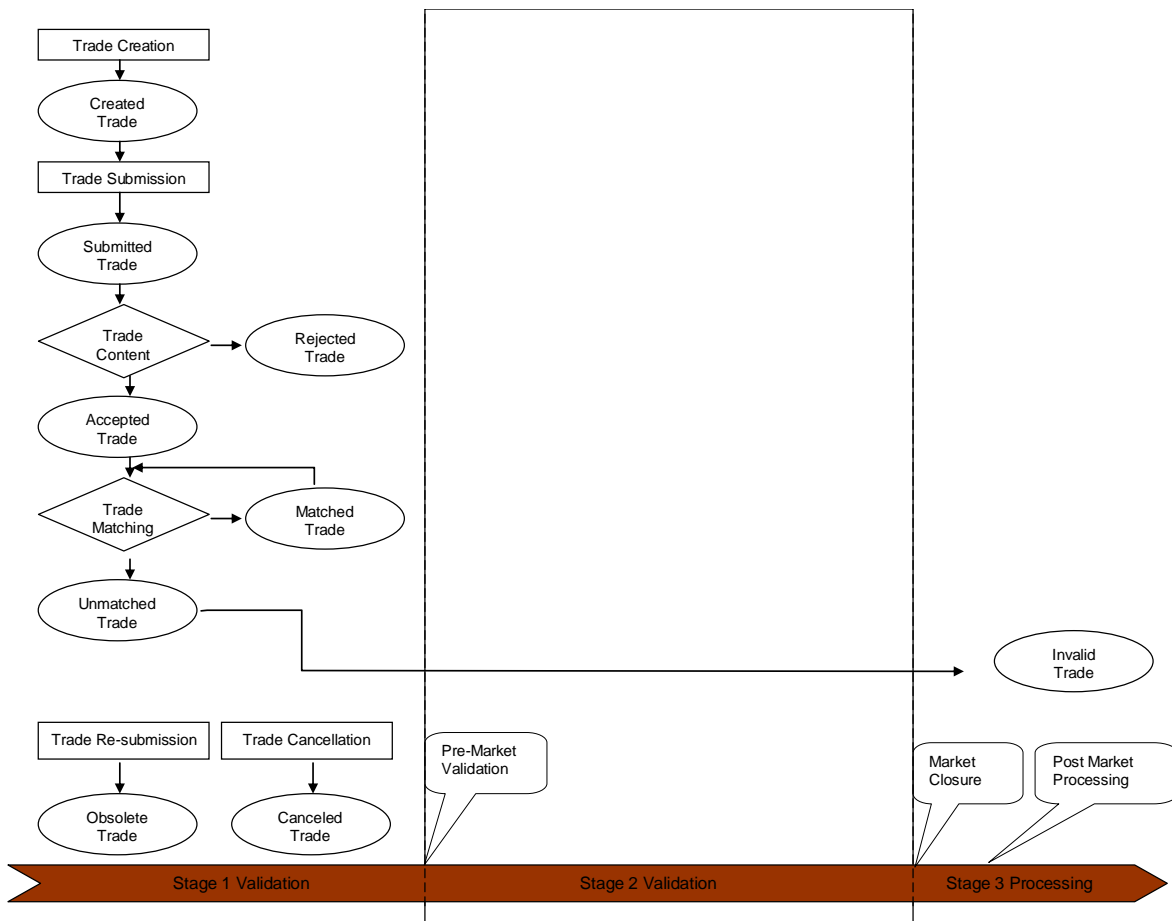 Trade Creation
Created
Trade
Trade Submission
Submitted
Trade
Trade
Content
Rejected
Trade
Accepted
Trade
Trade
Matching
Matched
Trade
Unmatched
Trade
Invalid
Trade
Trade Re-submission
Trade Cancellation
Pre-Market
Validation
Market
Closure
Post Market
Processing
Obsolete
Trade
Canceled
Trade
Stage 1 Validation
Stage 2 Validation
Stage 3 Processing